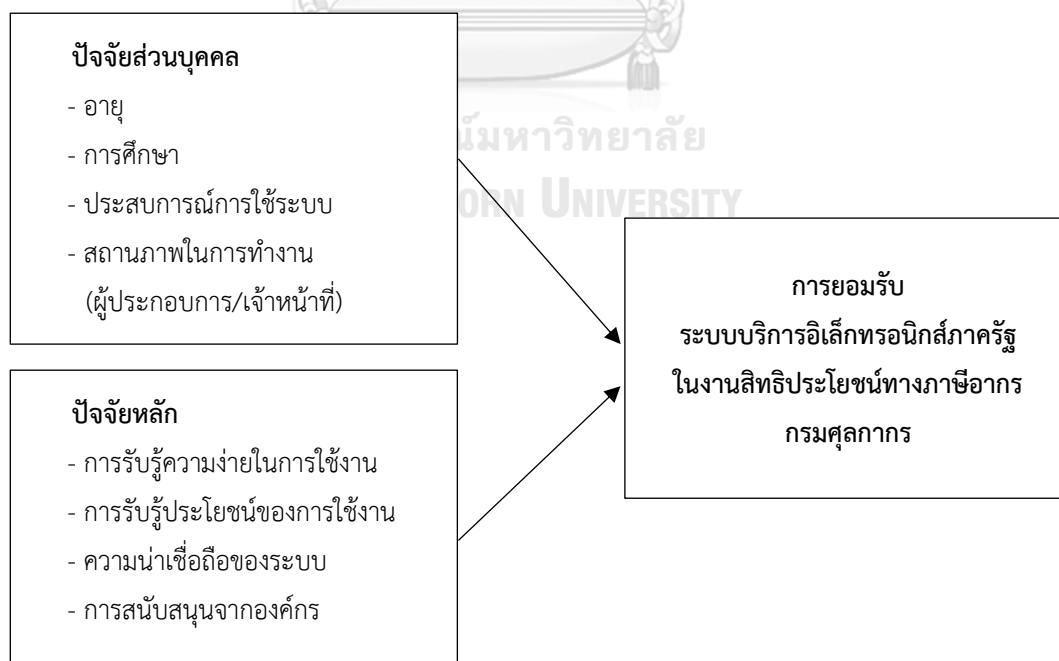 ปัจจัยส่วนบุคคล
- อายุ
- การศึกษา
- ประสบการณ์การใช้ระบบ
- สถานภาพในการทำงาน
(ผู้ประกอบการ/เจ้าหน้าที่)
มหาวิทยาลัย
ORN UNIVERSITY
การยอมรับ
ระบบบริการอิเล็กทรอนิกส์ภาครัฐ
ในงานสิทธิประโยชน์ทางภาษีอากร
กรมศุลกากร
ปัจจัยหลัก
- การรับรู้ความง่ายในการใช้งาน
- การรับรู้ประโยชน์ของการใช้งาน
- ความน่าเชื่อถือของระบบ
- การสนับสนุนจากองค์กร